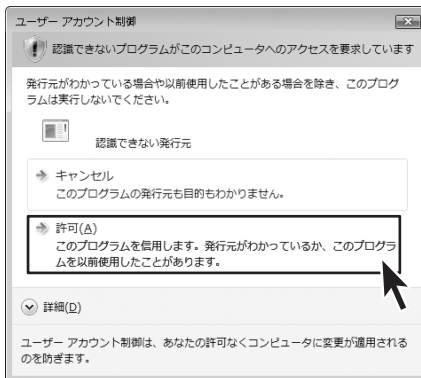 ユーザー アカウント制御
認識できないプログラムがこのコンピュータへのアクセスを要求しています
発行元がわかっている場合や以前使用したことがある場合を除き、このプログ
ラムは実行しないでください。
認識できない発行元
キャンセル
このプログラムの発行元も目的もわかりません。
許可(A)
このプログラムを信用します。発行元がわかっているか、このプログラ
ムを以前使用したことがあります。
詳細(D)
ユーザー アカウント制御は、あなたの許可なくコンピュータに変更が適用される
のを防ぎます。